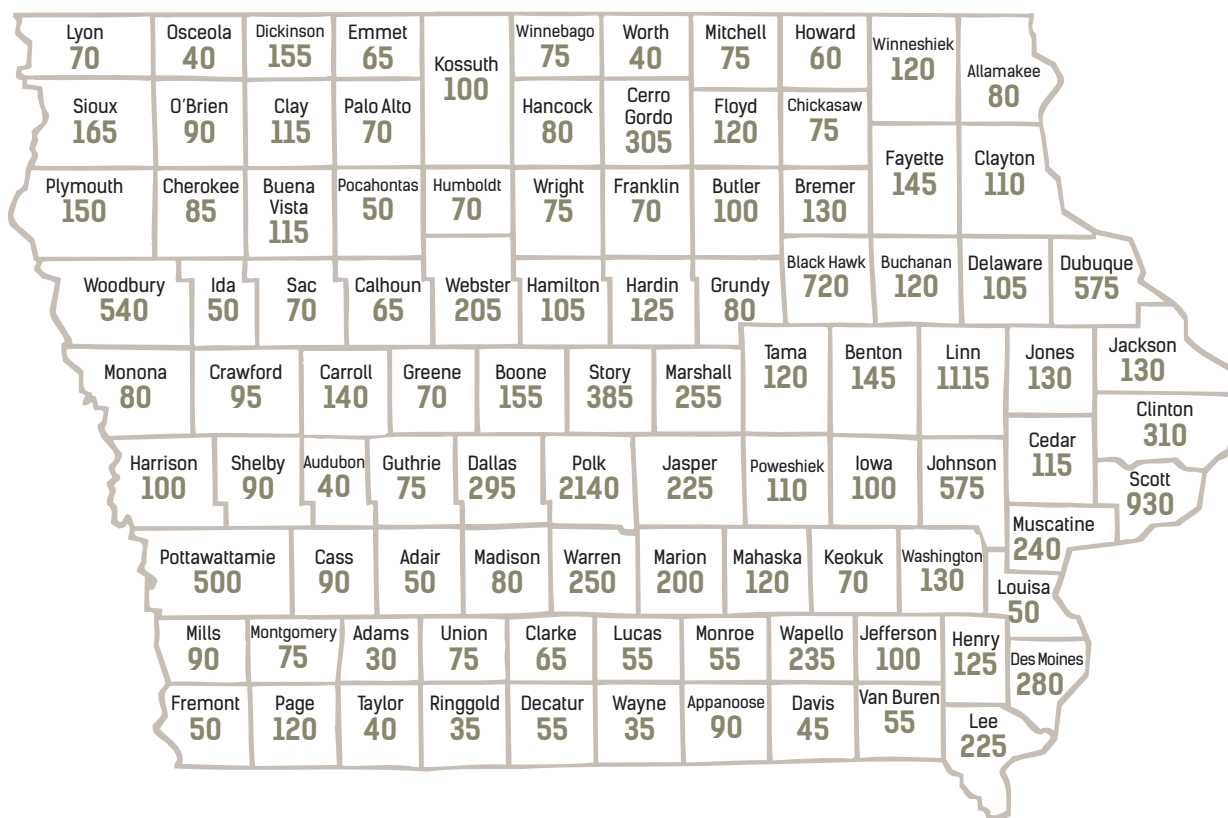 Lyon
70
Osceola
40
Dickinson
155
Emmet
65
Kossuth
100
Winnebago
75
Worth
40
Mitchell
75
Howard
60
Winneshiek
120
Allamakee
80
Sioux
165
O'Brien
90
Clay
115
Palo Alto
70
Hancock
80
Cerro
Gordo
305
Floyd
120
Chickasaw
75
Fayette
145
Clayton
110
Plymouth
150
Cherokee
85
Buena
Vista
115
Pocahontas
50
Humboldt
70
Wright
75
Franklin
70
Butler
100
Bremer
130
Woodbury
540
Ida
50
Sac
70
Calhoun
65
Webster
205
Hamilton
105
Hardin
125
Grundy
80
Black Hawk
720
Buchanan
120
Delaware
105
Dubuque
575
Monona
80
Crawford
95
Carroll
140
Greene
70
Boone
155
Story
385
Marshall
255
Tama
120
Benton
145
Linn
1115
Jones
130
Jackson
130
Clinton
310
Harrison
100
Shelby
90
Audubon
40
Guthrie
75
Dallas
295
Polk
2140
Jasper
225
Poweshiek
110
Iowa
100
Johnson
575
Cedar
115
Scott
930
Muscatine
240
Pottawattamie
500
Cass
90
Adair
50
Madison
80
Warren
250
Marion
200
Mahaska
120
Keokuk
70
Washington
130
Louisa
50
Mills
90
Montgomery
75
Adams
30
Union
75
Clarke
65
Lucas
55
Monroe
55
Wapello
235
Jefferson
100
Henry
125
Des Moines
280
Fremont
50
Page
120
Taylor
40
Ringgold
35
Decatur
55
Wayne
35
Appanoose
90
Davis
45
Van Buren
55
Lee
225